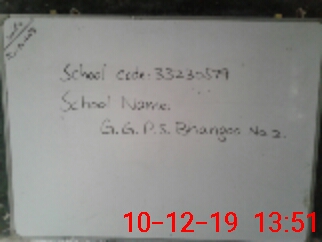 School code: 33230579
School Name.
G.G.P.S. Bhangoo No 2.
10-12-19 13:51